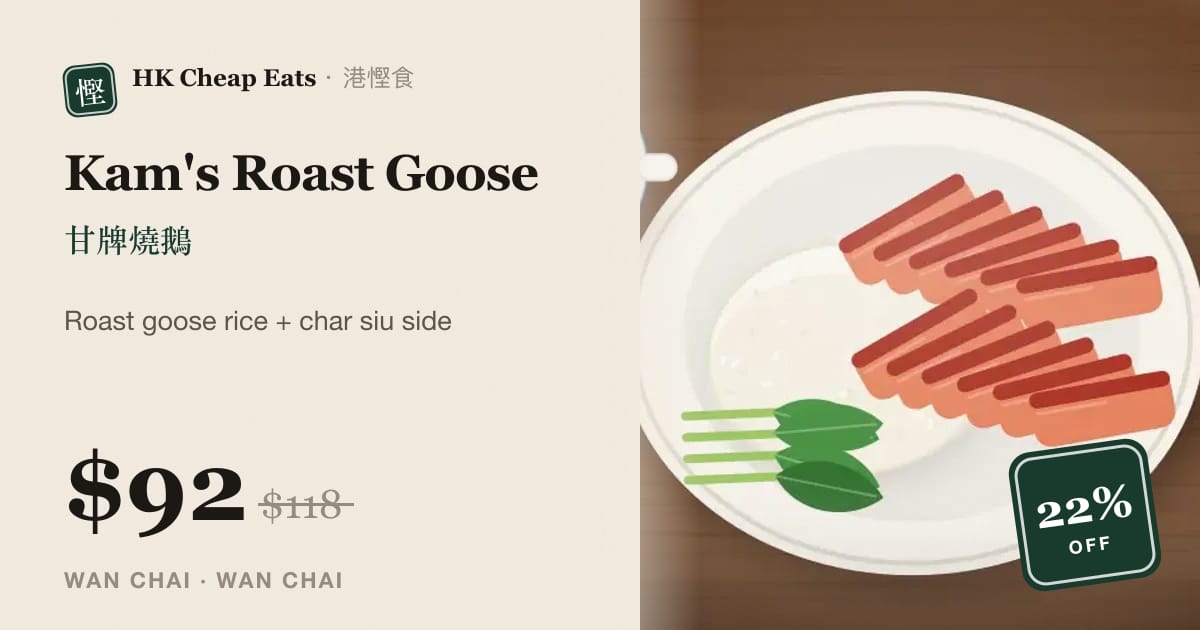 慳
HK Cheap Eats · 港慳食
Kam's Roast Goose
甘牌燒鵝
Roast goose rice + char siu side
$92 $118
WAN CHAI · WAN CHAI
22%
OFF